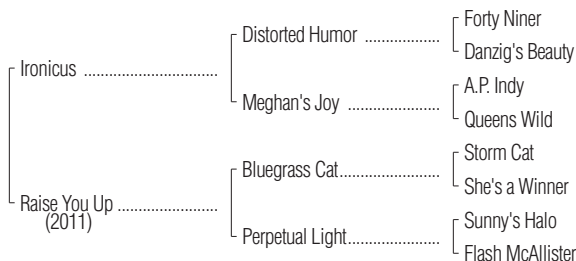 Forty Niner
Distorted Humor ..................
Danzig's Beauty
Ironicus ................................
A.P. Indy
Meghan's Joy ......................
Queens Wild
Storm Cat
Bluegrass Cat........................
She's a Winner
Raise You Up ........................
(2011)
Sunny's Halo
Perpetual Light......................
Flash McAllister